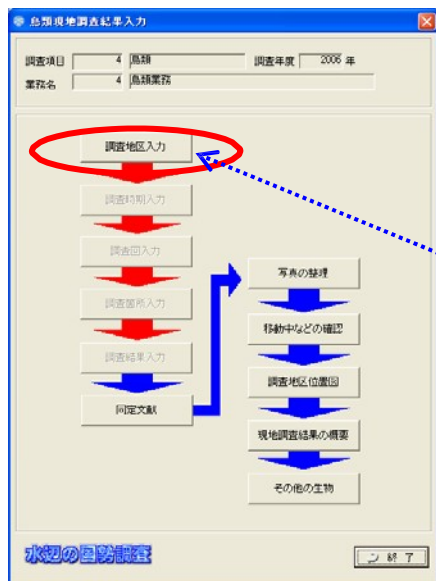 鳥類現地調査結果入力
調査項目 4 鳥類 調査年度 2006 年
業務名 4 鳥類業務
調査地区入力
調査時期入力
調査回入力
調査箇所入力
調査結果入力
同定文献
写真の整理
移動中などの確認
調査地区位置図
現地調査結果の概要
その他の生物
水辺の国勢調査
終了